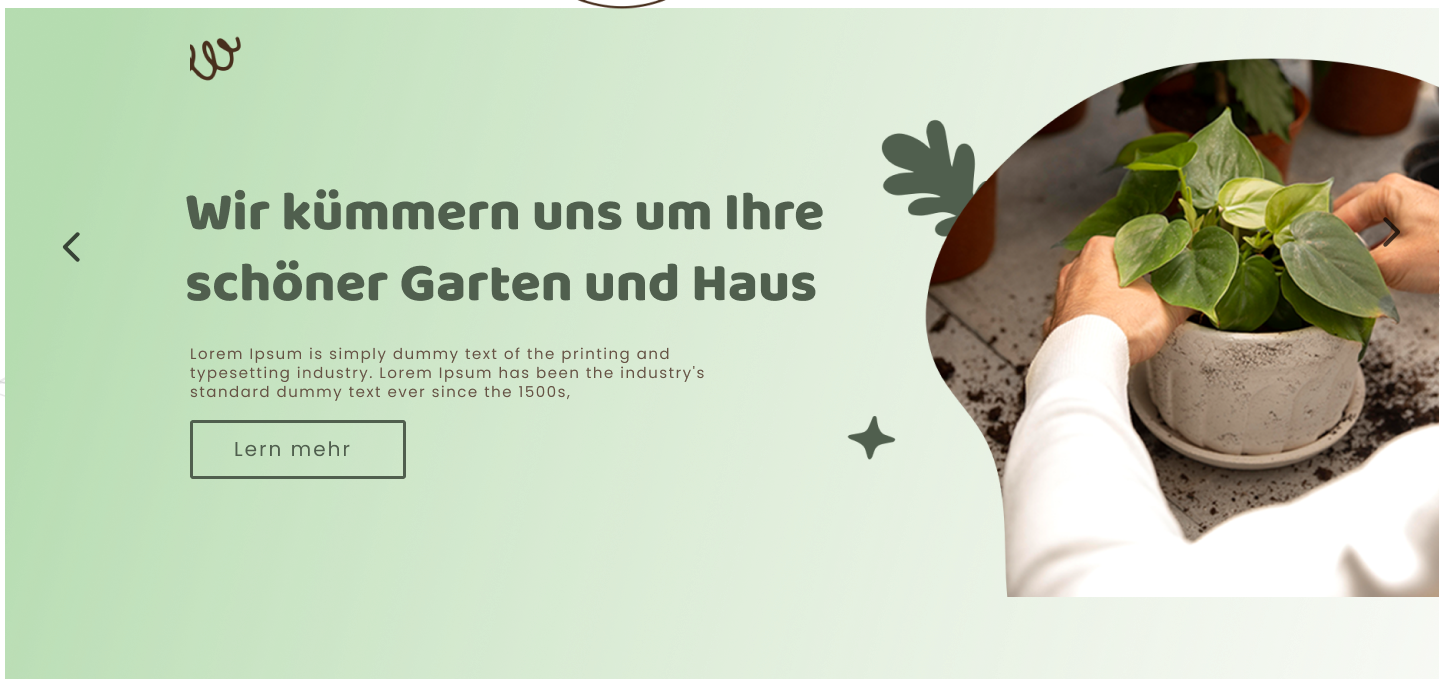 Wir kümmern uns um Ihre
schöner Garten und Haus
Lorem Ipsum is simply dummy text of the printing and
typesetting industry. Lorem Ipsum has been the industry's
standard dummy text ever since the 1500s,
Lern mehr